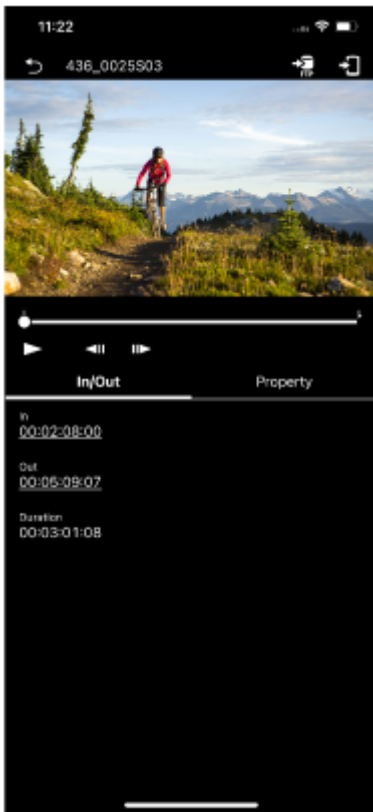 11:22
436_0025S03
FTP
In/Out Property
In
00:02:08:00
Out
00:05:09:07
Duration
00:03:01:08